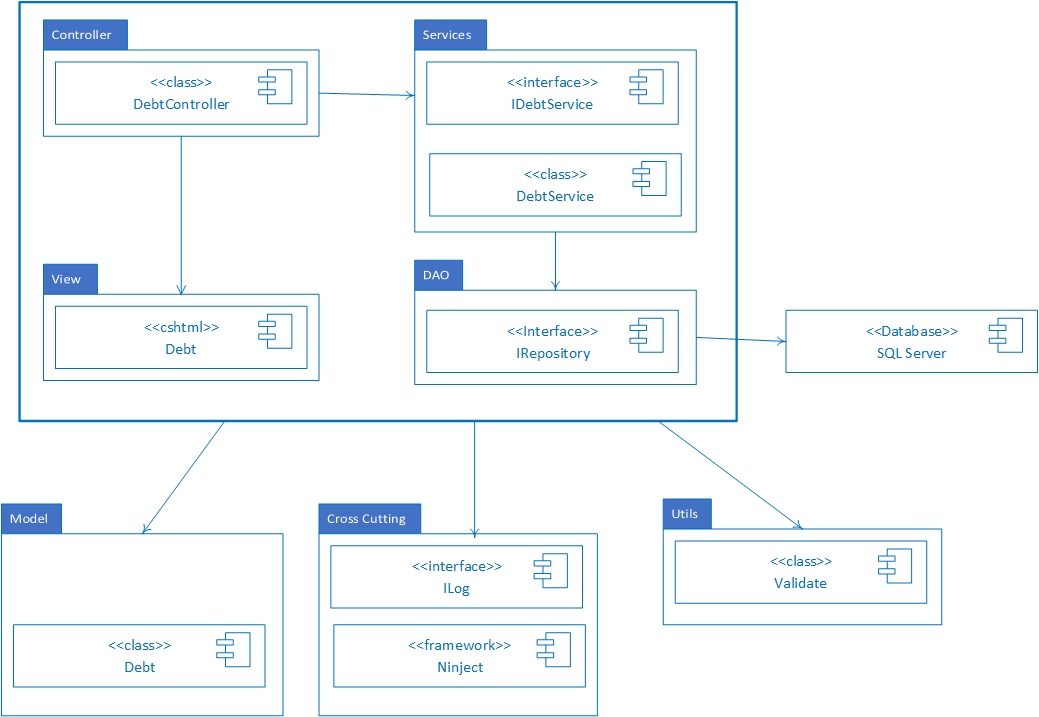 Controller
<<class>>
DebtController
Services
<<interface>>
IDebtService
<<class>>
DebtService
View
<<cshtml>>
Debt
DAO
<<Interface>>
IRepository
<<Database>>
SQL Server
Model
<<class>>
Debt
Cross Cutting
<<interface>>
ILog
<<framework>>
Ninject
Utils
<<class>>
Validate